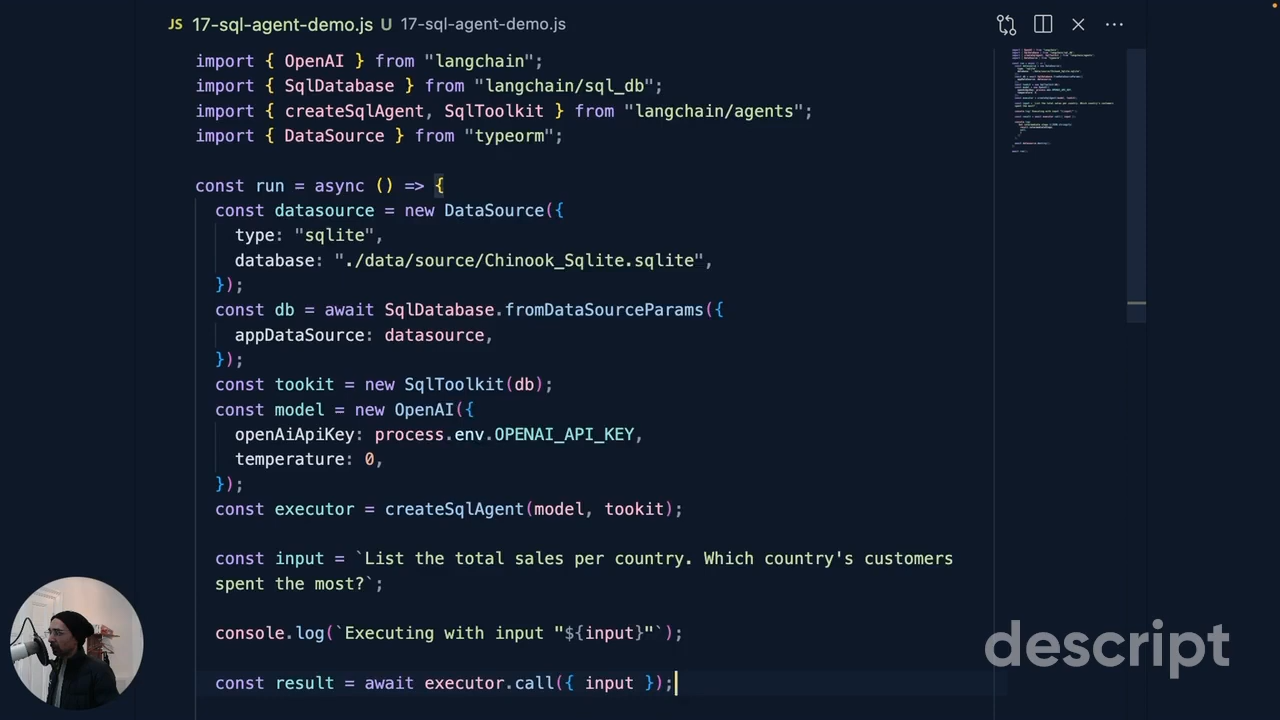 JS 17-sql-agent-demo.js U 17-sql-agent-demo.js
import { OpenAI } from "langchain";
import { SqlDatabase } from "langchain/sql_db";
import { createSqlAgent, SqlToolkit } from "langchain/agents";
import { DataSource } from "typeorm";
const run = async () => {
const datasource = new DataSource({
type: "sqlite",
database: "./data/source/Chinook_Sqlite.sqlite",
});
const db = await SqlDatabase.fromDataSourceParams({
appDataSource: datasource,
});
const tookit = new SqlToolkit(db);
const model = new OpenAI({
openAiApiKey: process.env.OPENAI_API_KEY,
temperature: 0,
});
const executor = createSqlAgent(model, tookit);
const input = `List the total sales per country. Which country's customers
spent the most?`;
console.log(`Executing with input "${input}"`);
const result = await executor.call({ input });
descript